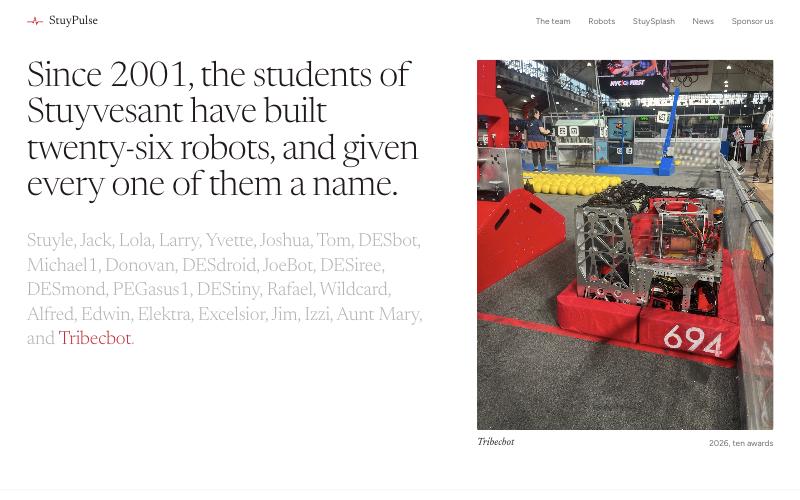 StuyPulse
The team
Robots
StuySplash
News
Sponsor us
Since 2001, the students of
Stuyvesant have built
twenty-six robots, and given
every one of them a name.
Stuyle, Jack, Lola, Larry, Yvette, Joshua, Tom, DESbot,
Michael1, Donovan, DESdroid, JoeBot, DESiree,
DESmond, PEGasus1, DEStiny, Rafael, Wildcard,
Alfred, Edwin, Elektra, Excelsior, Jim, Izzi, Aunt Mary,
and Tribecbot.
NYC FIRST
694
Tribecbot
2026, ten awards